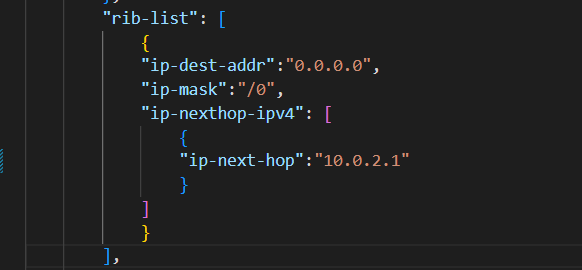 },
"rib-list": [
{
"ip-dest-addr":"0.0.0.0",
"ip-mask":"/0",
"ip-nexthop-ipv4": [
{
"ip-next-hop":"10.0.2.1"
}
]
}
],